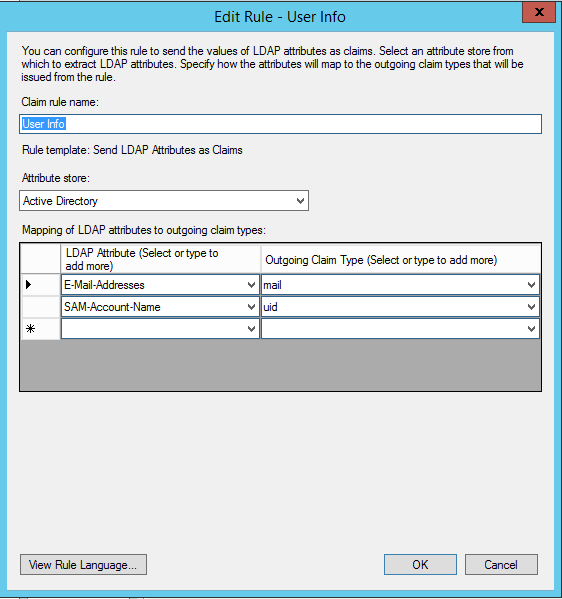 Edit Rule - User Info
x
You can configure this rule to send the values of LDAP attributes as claims. Select an attribute store from
which to extract LDAP attributes. Specify how the attributes will map to the outgoing claim types that will be
issued from the rule.
Claim rule name:
User Info
Rule template: Send LDAP Attributes as Claims
Attribute store:
Active Directory
Mapping of LDAP attributes to outgoing claim types:
LDAP Attribute (Select or type to
add more)
Outgoing Claim Type (Select or type to add more)
E-Mail-Addresses mail
SAM-Account-Name uid
*
View Rule Language... OK Cancel